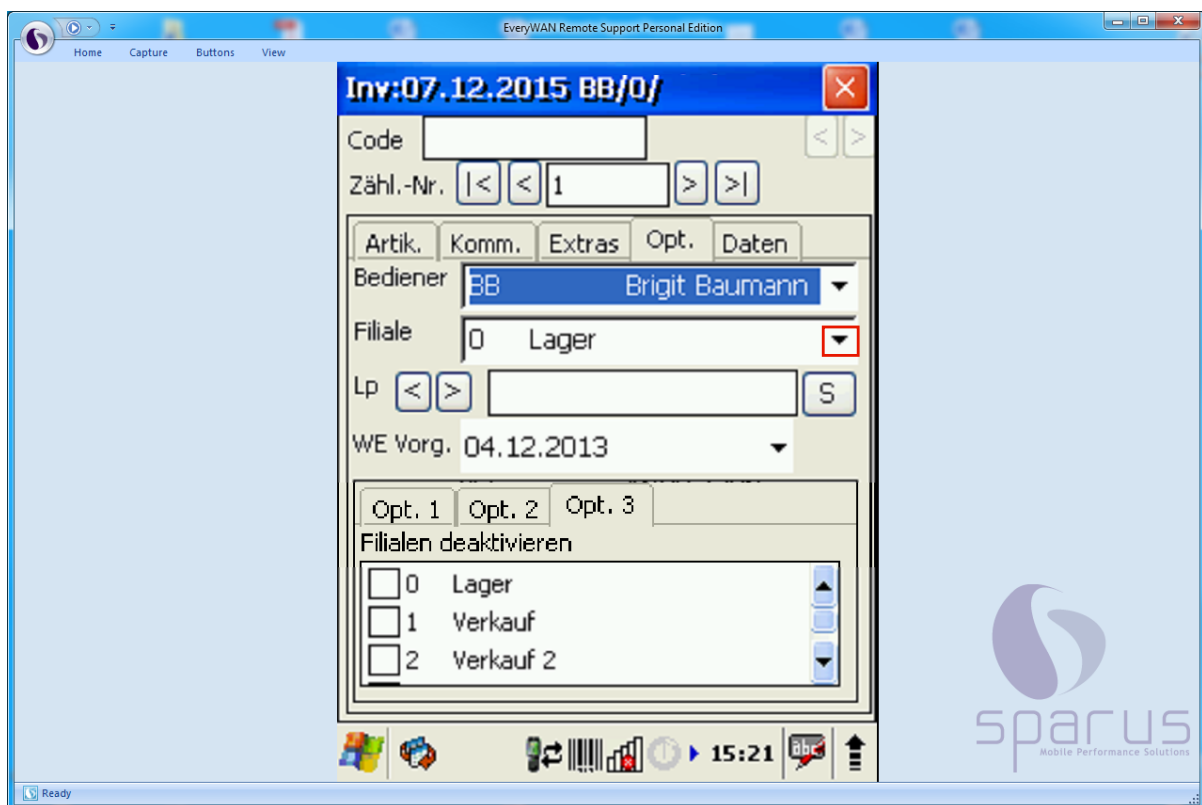 EveryWAN Remote Support Personal Edition
Home Capture Buttons View
Inv:07.12.2015 BB/0/
Code < >
Zähl.-Nr. |< < 1 > >|
Artik. Komm. Extras Opt. Daten
Bediener BB Brigit Baumann
Filiale 0 Lager
Lp < > S
WE Vorg. 04.12.2013
Opt. 1 Opt. 2 Opt. 3
Filialen deaktivieren
0 Lager
1 Verkauf
2 Verkauf 2
15:21 abc
sparus
Mobile Performance Solutions
Ready